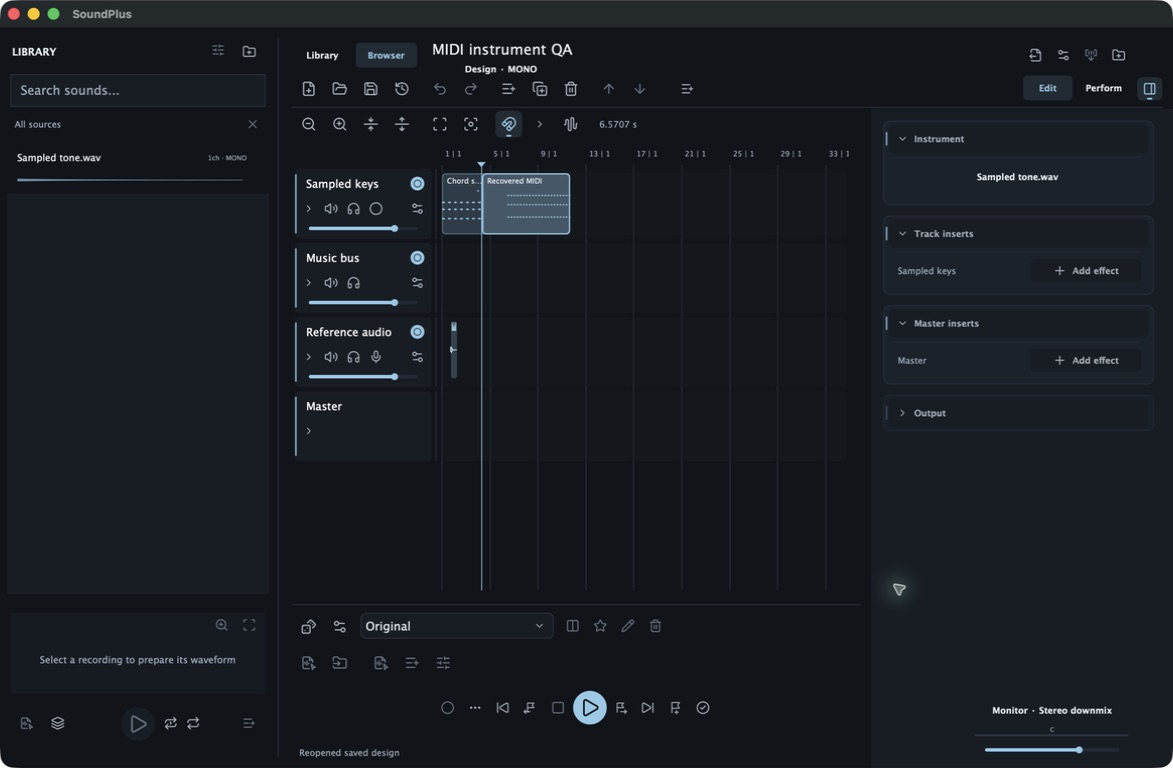 SoundPlus
LIBRARY
Search sounds...
All sources
Sampled tone.wav
1ch · MONO
Select a recording to prepare its waveform
Library
Browser
MIDI instrument QA
Design · MONO
Edit
Perform
6.5707 s
1 | 1
5 | 1
9 | 1
13 | 1
17 | 1
21 | 1
25 | 1
29 | 1
33 | 1
Sampled keys
Chord s...
Recovered MIDI
Music bus
Reference audio
Master
Original
Reopened saved design
Instrument
Sampled tone.wav
Track inserts
Sampled keys
Add effect
Master inserts
Master
Add effect
Output
Monitor · Stereo downmix
C